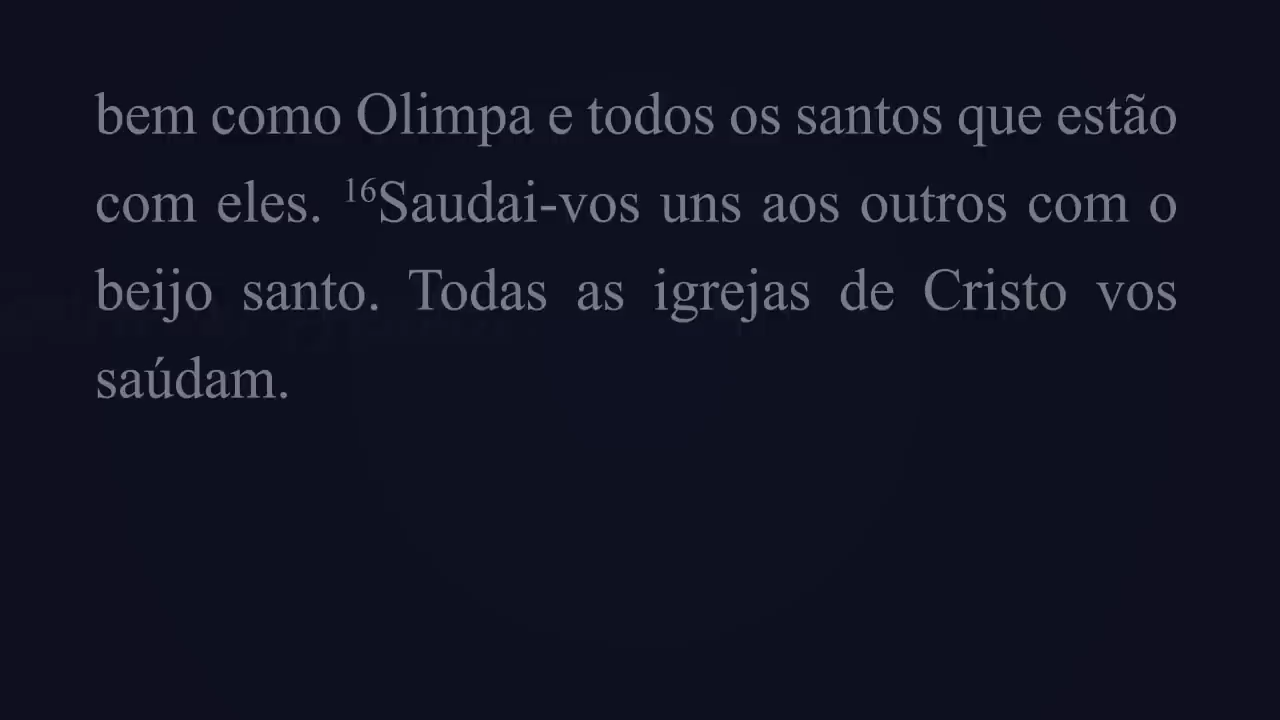 bem como Olimpa e todos os santos que estão
com eles. ¹⁶Saudai-vos uns aos outros com o
beijo santo. Todas as igrejas de Cristo vos
saúdam.